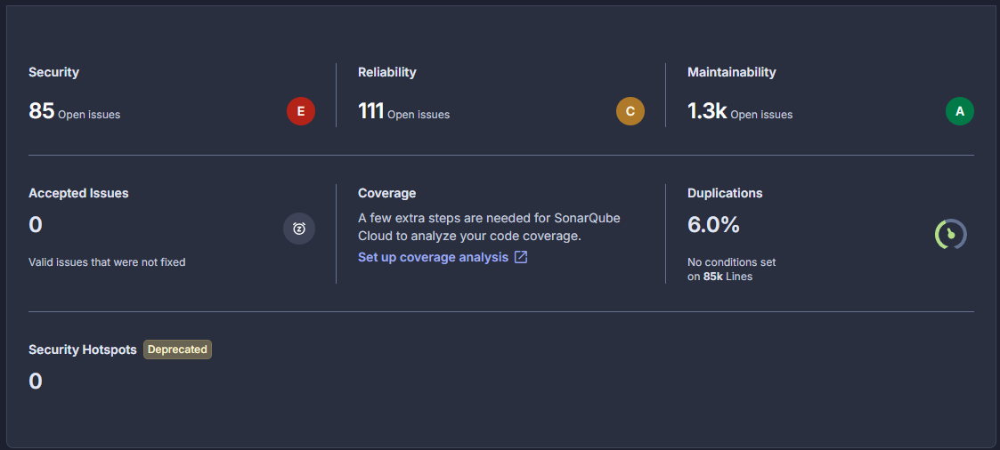 Security
85 Open issues
E
Reliability
111 Open issues
C
Maintainability
1.3k Open issues
A
Accepted Issues
0
Valid issues that were not fixed
Coverage
A few extra steps are needed for SonarQube
Cloud to analyze your code coverage.
Set up coverage analysis
Duplications
6.0%
No conditions set
on 85k Lines
Security Hotspots Deprecated
0